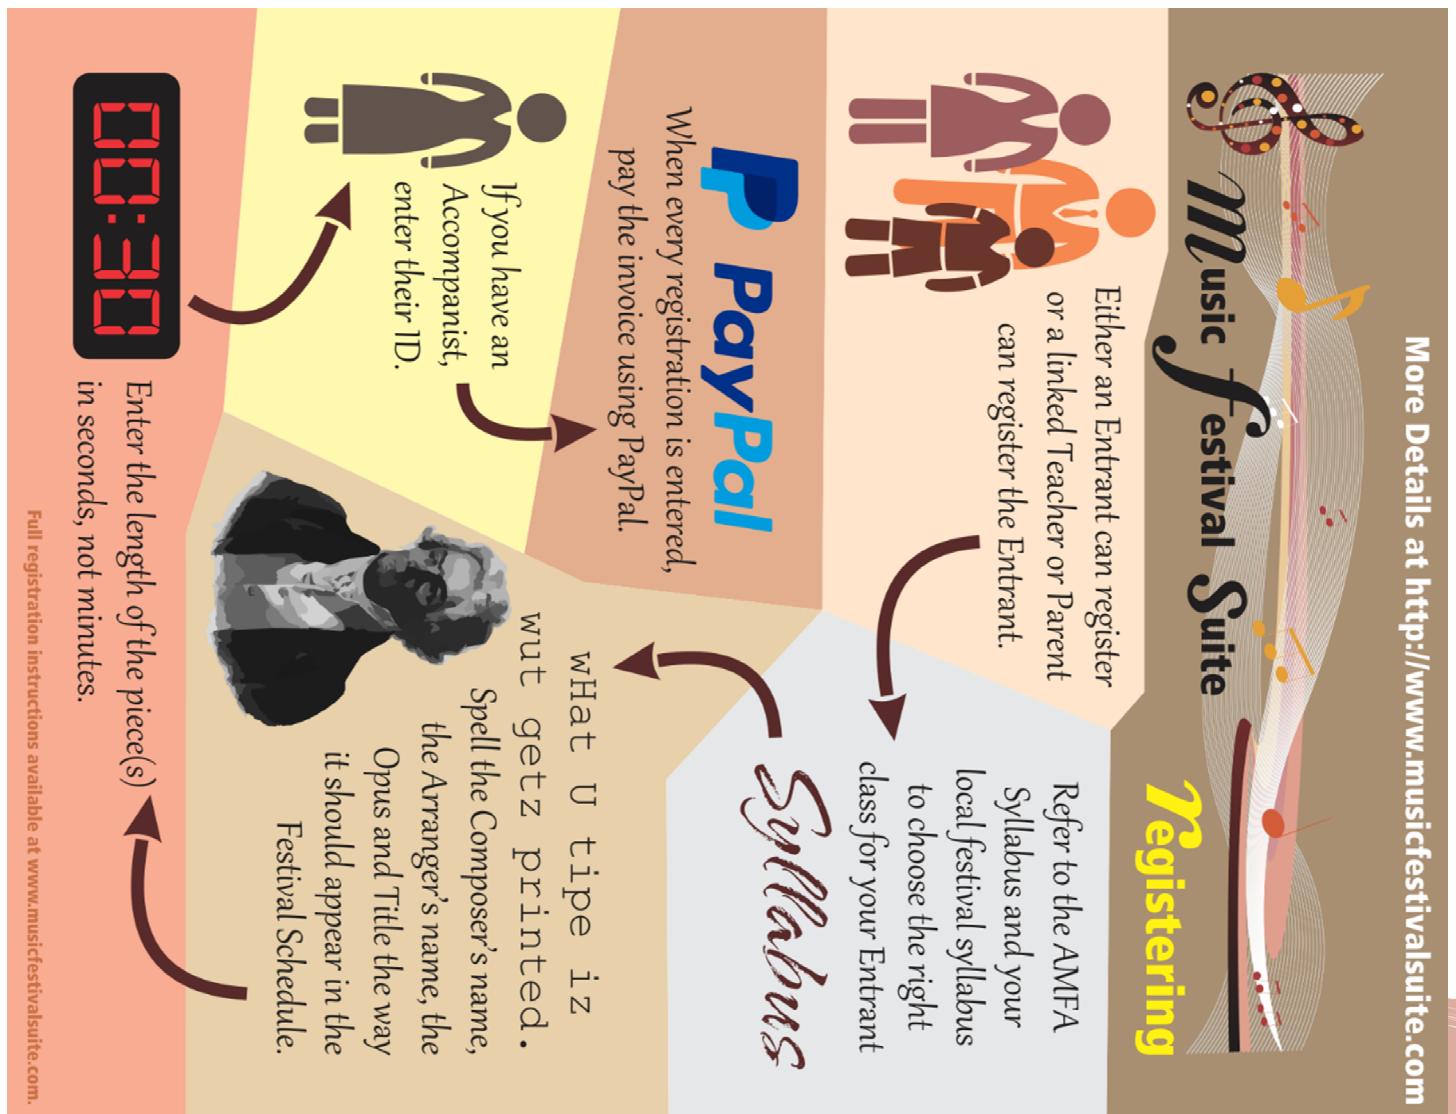 More Details at http://www.musicfestivalsuite.com
Music Festival Suite
Registering
Either an Entrant can register
or a linked Teacher or Parent
can register the Entrant.
Refer to the AMFA
Syllabus and your
local festival syllabus
to choose the right
class for your Entrant
Syllabus
wHat U tipe iz
wut getz printed.
Spell the Composer's name,
the Arranger's name, the
Opus and Title the way
it should appear in the
Festival Schedule.
Enter the length of the piece(s)
in seconds, not minutes.
00:30
If you have an
Accompanist,
enter their ID.
PayPal
When every registration is entered,
pay the invoice using PayPal.
Full registration instructions available at www.musicfestivalsuite.com.